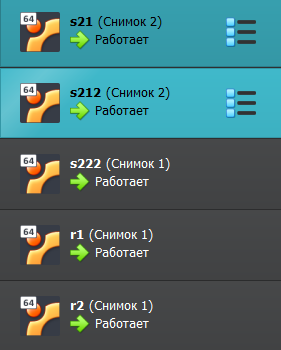 64
s21 (Снимок 2)
Работает
64
s212 (Снимок 2)
Работает
64
s222 (Снимок 1)
Работает
64
r1 (Снимок 1)
Работает
64
r2 (Снимок 1)
Работает